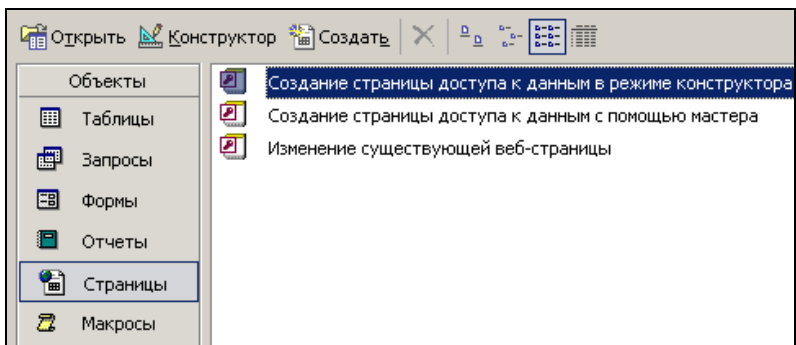 Открыть Конструктор Создать
Объекты
Таблицы
Запросы
Формы
Отчеты
Страницы
Макросы
Создание страницы доступа к данным в режиме конструктора
Создание страницы доступа к данным с помощью мастера
Изменение существующей веб-страницы